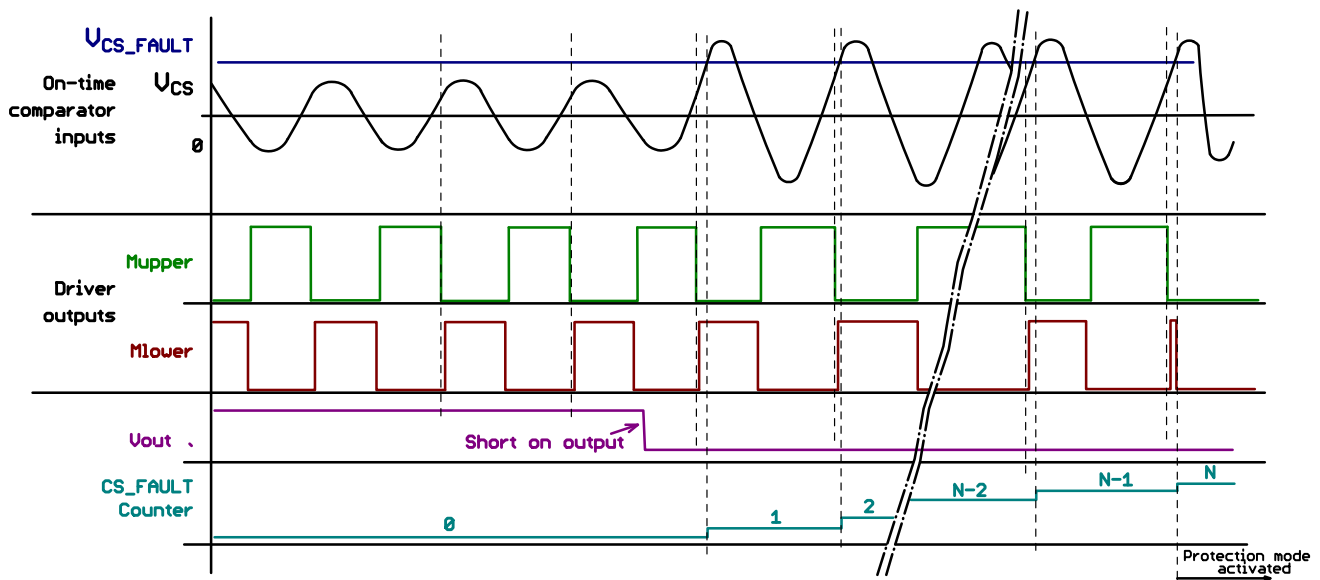 VCS_FAULT
On-time
comparator
inputs
VCS
0
Mupper
Driver
outputs
Mlower
Vout .
Short on output
CS_FAULT
Counter
0
1
2
N-2
N-1
N
Protection mode
activated